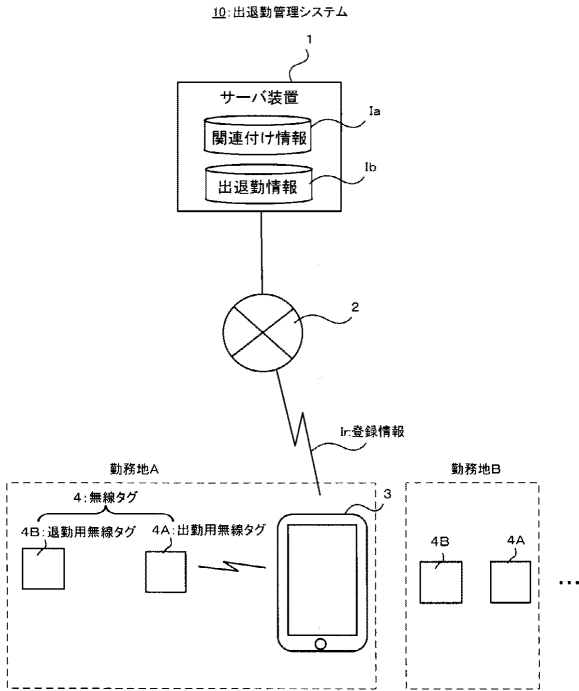 10:出退勤管理システム
1
サーバ装置
関連付け情報
Ia
出退勤情報
Ib
2
Ir:登録情報
勤務地A
勤務地B
4:無線タグ
3
4B:退勤用無線タグ
4A:出勤用無線タグ
4B
4A
...